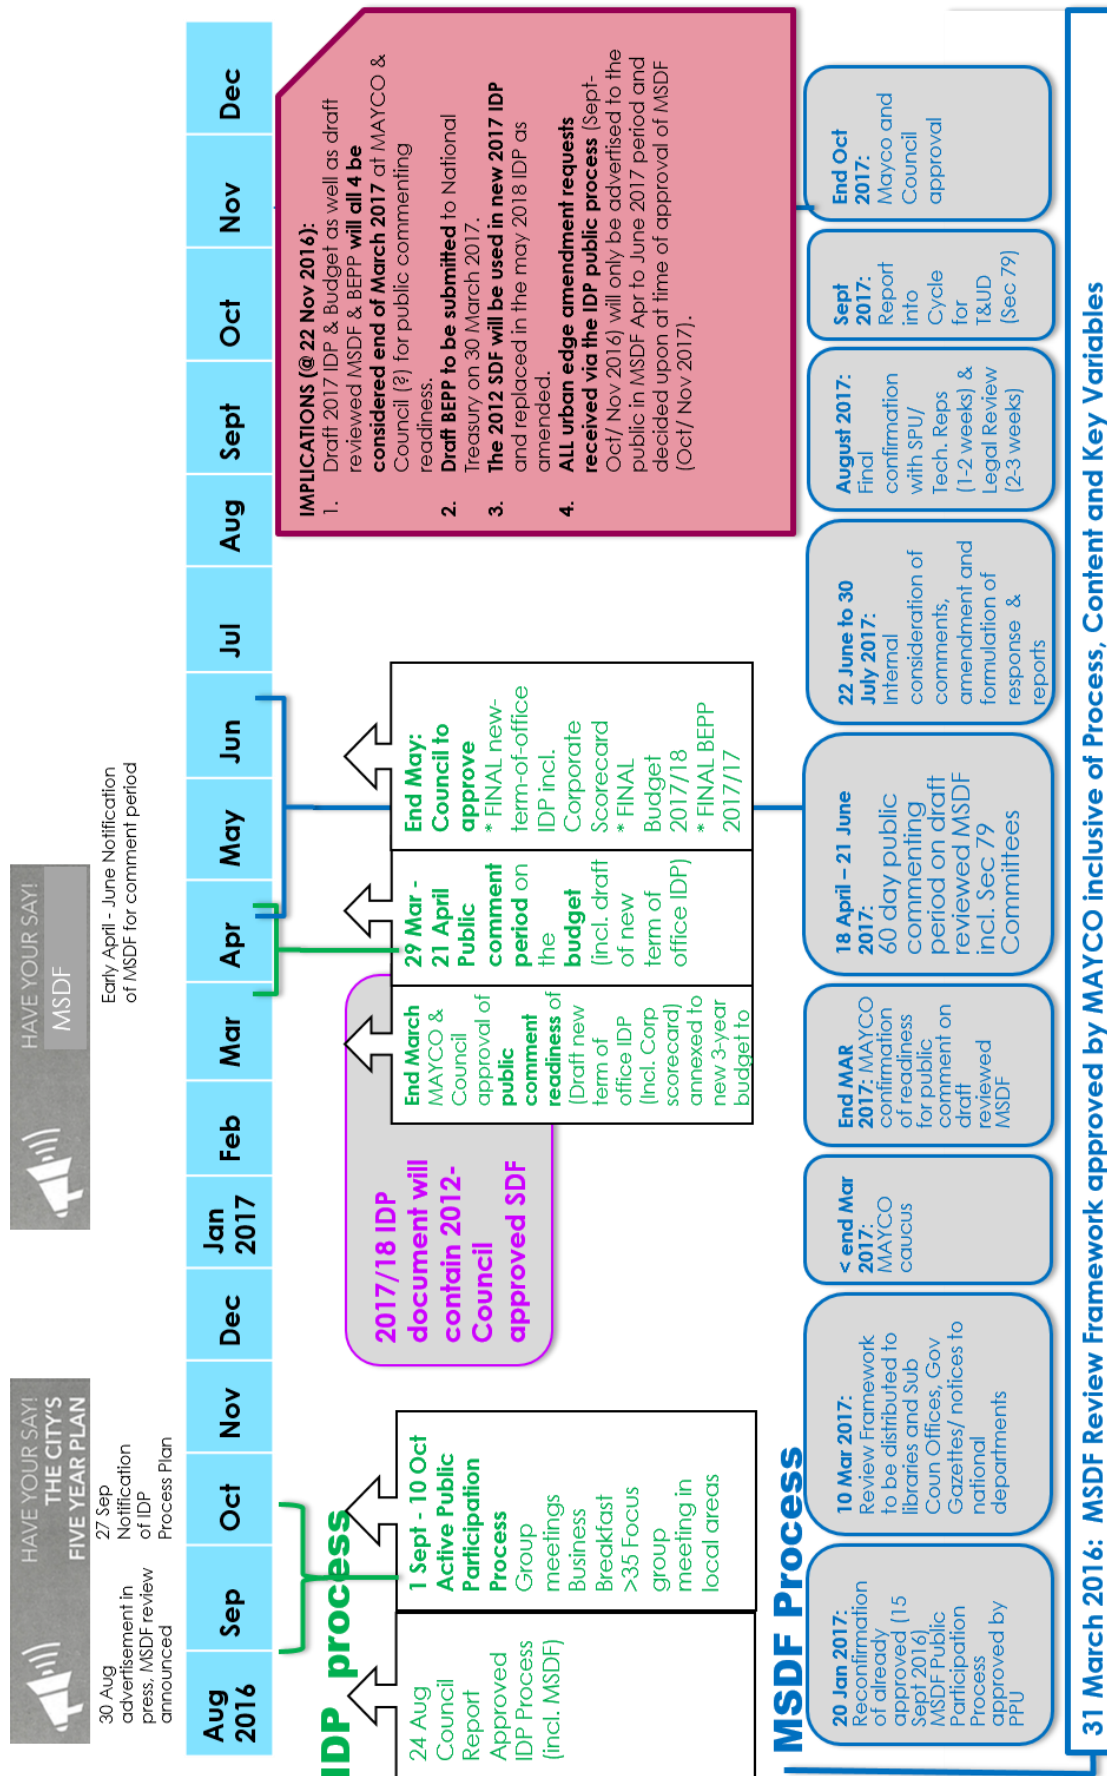 HAVE YOUR SAY!
THE CITY'S
FIVE YEAR PLAN
HAVE YOUR SAY!
MSDF
30 Aug
advertisement in
press, MSDF review
announced
27 Sep
Notification
of IDP
Process Plan
Early April - June Notification
of MSDF for comment period
Aug
2016
Sep
Oct
Nov
Dec
Jan
2017
Feb
Mar
Apr
May
Jun
Jul
Aug
Sept
Oct
Nov
Dec
IDP process
24 Aug
Council
Report
Approved
IDP Process
(incl. MSDF)
1 Sept - 10 Oct
Active Public
Participation
Process
Group
meetings
Business
Breakfast
>35 Focus
group
meeting in
local areas
2017/18 IDP
document will
contain 2012-
Council
approved SDF
End March
MAYCO &
Council
approval of
public
comment
readiness of
(Draft new
term of
office IDP
(Incl. Corp
scorecard)
annexed to
new 3-year
budget to
29 Mar -
21 April
Public
comment
period on
the
budget
(incl. draft
of new
term of
office IDP)
End May:
Council to
approve
* FINAL new-
term-of-office
IDP incl.
Corporate
Scorecard
* FINAL
Budget
2017/18
* FINAL BEPP
2017/17
IMPLICATIONS (@ 22 Nov 2016):
1. Draft 2017 IDP & Budget as well as draft
reviewed MSDF & BEPP will all 4 be
considered end of March 2017 at MAYCO &
Council (?) for public commenting
readiness.
2. Draft BEPP to be submitted to National
Treasury on 30 March 2017.
3. The 2012 SDF will be used in new 2017 IDP
and replaced in the may 2018 IDP as
amended.
4. ALL urban edge amendment requests
received via the IDP public process (Sept-
Oct/ Nov 2016) will only be advertised to the
public in MSDF Apr to June 2017 period and
decided upon at time of approval of MSDF
(Oct/ Nov 2017).
MSDF Process
20 Jan 2017:
Reconfirmation
of already
approved (15
Sept 2016)
MSDF Public
Participation
Process
approved by
PPU
10 Mar 2017:
Review Framework
to be distributed to
libraries and Sub
Coun Offices, Gov
Gazettes/ notices to
national
departments
< end Mar
2017:
MAYCO
caucus
End MAR
2017: MAYCO
confirmation
of readiness
for public
comment on
draft
reviewed
MSDF
18 April – 21 June
2017:
60 day public
commenting
period on draft
reviewed MSDF
incl. Sec 79
Committees
22 June to 30
July 2017:
Internal
consideration of
comments,
amendment and
formulation of
response &
reports
August 2017:
Final
confirmation
with SPU/
Tech. Reps
(1-2 weeks) &
Legal Review
(2-3 weeks)
Sept
2017:
Report
into
Cycle
for
T&UD
(Sec 79)
End Oct
2017:
Mayco and
Council
approval
31 March 2016: MSDF Review Framework approved by MAYCO inclusive of Process, Content and Key Variables